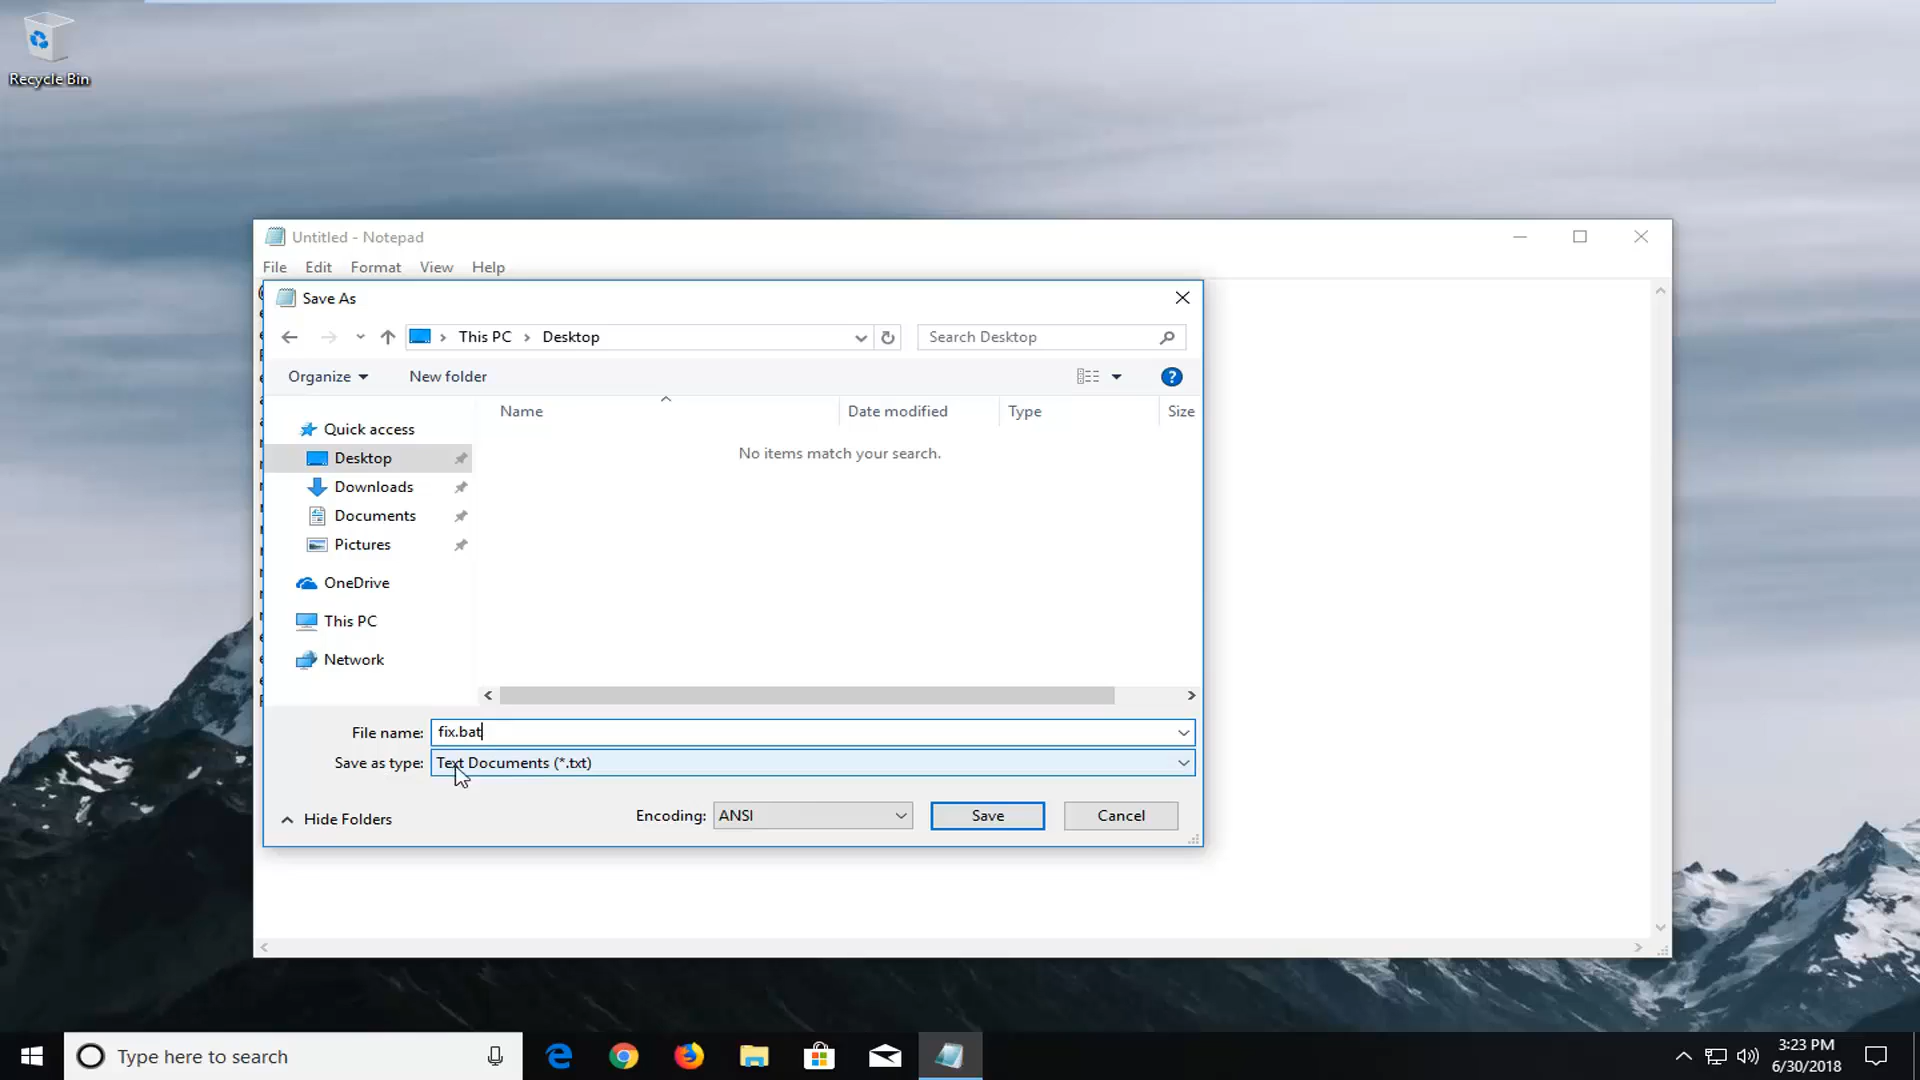 Recycle Bin
Untitled - Notepad
File Edit Format View Help
Save As
This PC Desktop
Search Desktop
Organize New folder
Name Date modified Type Size
No items match your search.
Quick access
Desktop
Downloads
Documents
Pictures
OneDrive
This PC
Network
File name: fix.bat
Save as type: Text Documents (*.txt)
Hide Folders
Encoding: ANSI
Save
Cancel
Type here to search
3:23 PM
6/30/2018